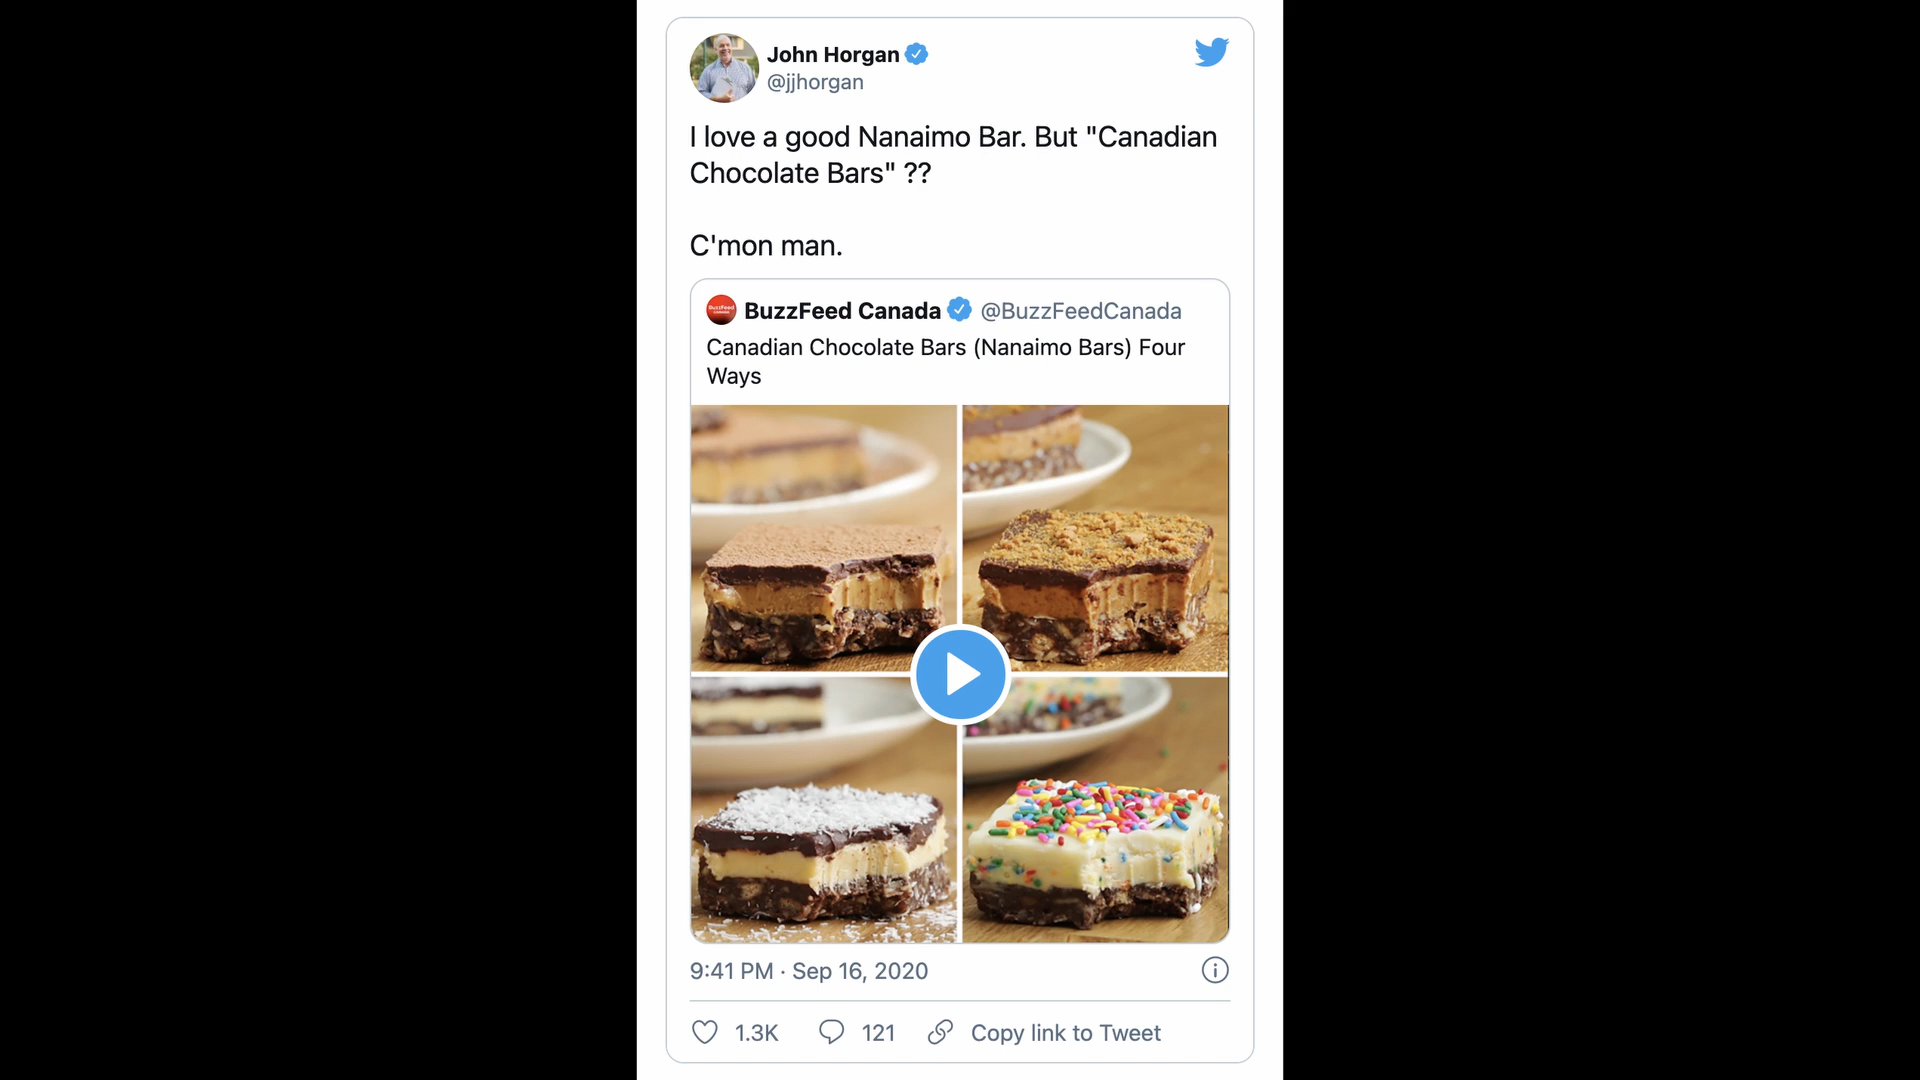 John Horgan
@jjhorgan
I love a good Nanaimo Bar. But "Canadian
Chocolate Bars" ??
C'mon man.
BuzzFeed Canada @BuzzFeedCanada
Canadian Chocolate Bars (Nanaimo Bars) Four
Ways
9:41 PM · Sep 16, 2020
1.3K 121 Copy link to Tweet